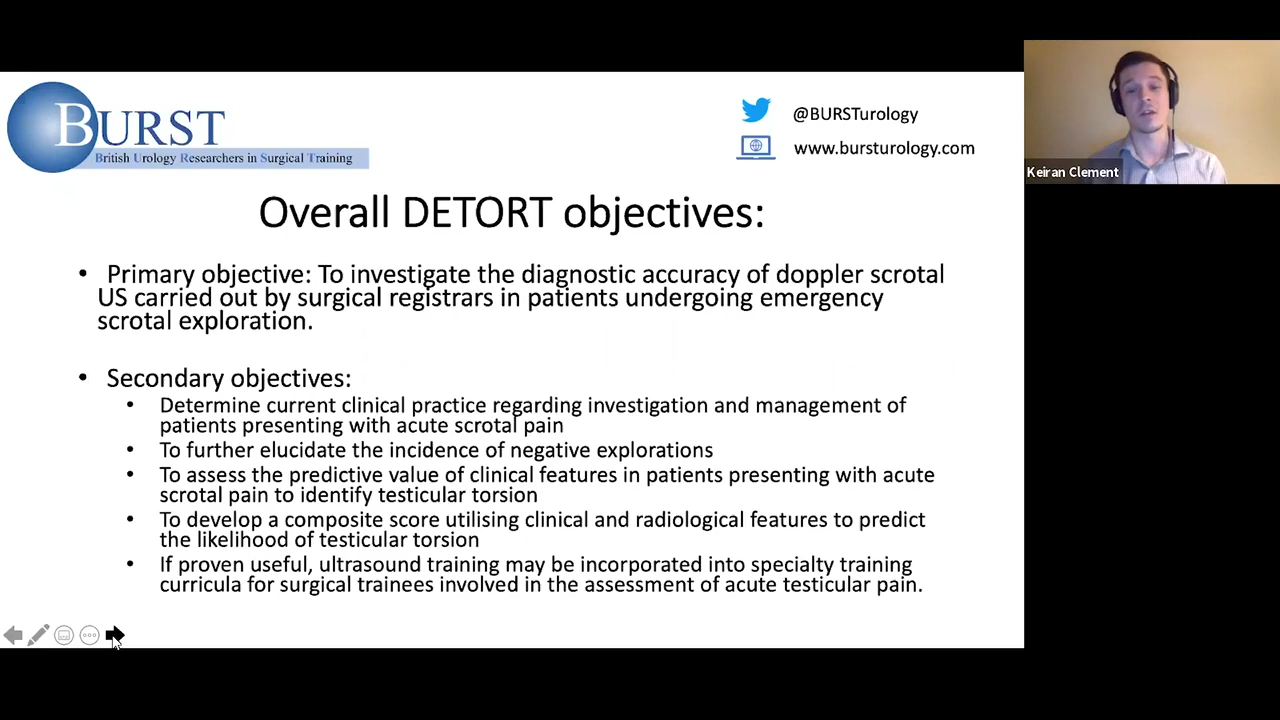 BURST
British Urology Researchers in Surgical Training
@BURSTurology
www.bursturology.com
Keiran Clement
Overall DETORT objectives:
• Primary objective: To investigate the diagnostic accuracy of doppler scrotal
US carried out by surgical registrars in patients undergoing emergency
scrotal exploration.
• Secondary objectives:
• Determine current clinical practice regarding investigation and management of
patients presenting with acute scrotal pain
• To further elucidate the incidence of negative explorations
• To assess the predictive value of clinical features in patients presenting with acute
scrotal pain to identify testicular torsion
• To develop a composite score utilising clinical and radiological features to predict
the likelihood of testicular torsion
• If proven useful, ultrasound training may be incorporated into specialty training
curricula for surgical trainees involved in the assessment of acute testicular pain.